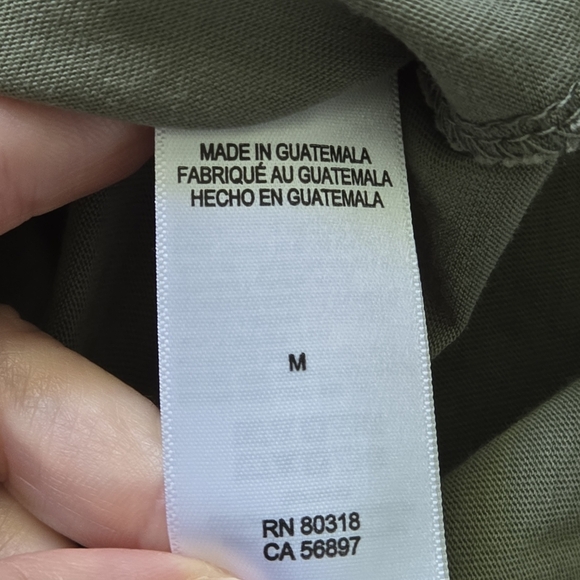 MADE IN GUATEMALA
FABRIQUÉ AU GUATEMALA
HECHO EN GUATEMALA
M
RN 80318
CA 56897